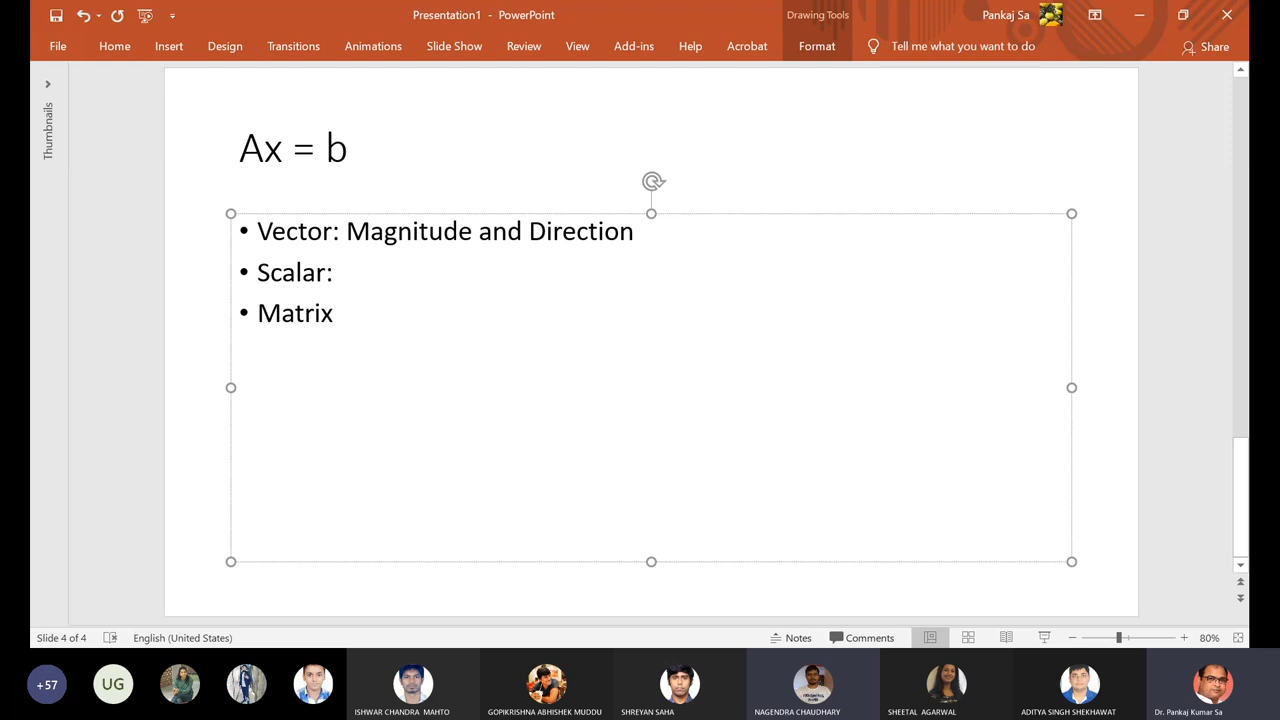 Presentation1 - PowerPoint
Drawing Tools
Pankaj Sa
File Home Insert Design Transitions Animations Slide Show Review View Add-ins Help Acrobat Format Tell me what you want to do Share
Thumbnails
Ax = b
• Vector: Magnitude and Direction
• Scalar:
• Matrix
Slide 4 of 4 English (United States) Notes Comments 80%
+57 UG
ISHWAR CHANDRA MAHTO
GOPIKRISHNA ABHISHEK MUDDU
SHREYAN SAHA
NAGENDRA CHAUDHARY
SHEETAL AGARWAL
ADITYA SINGH SHEKHAWAT
Dr. Pankaj Kumar Sa